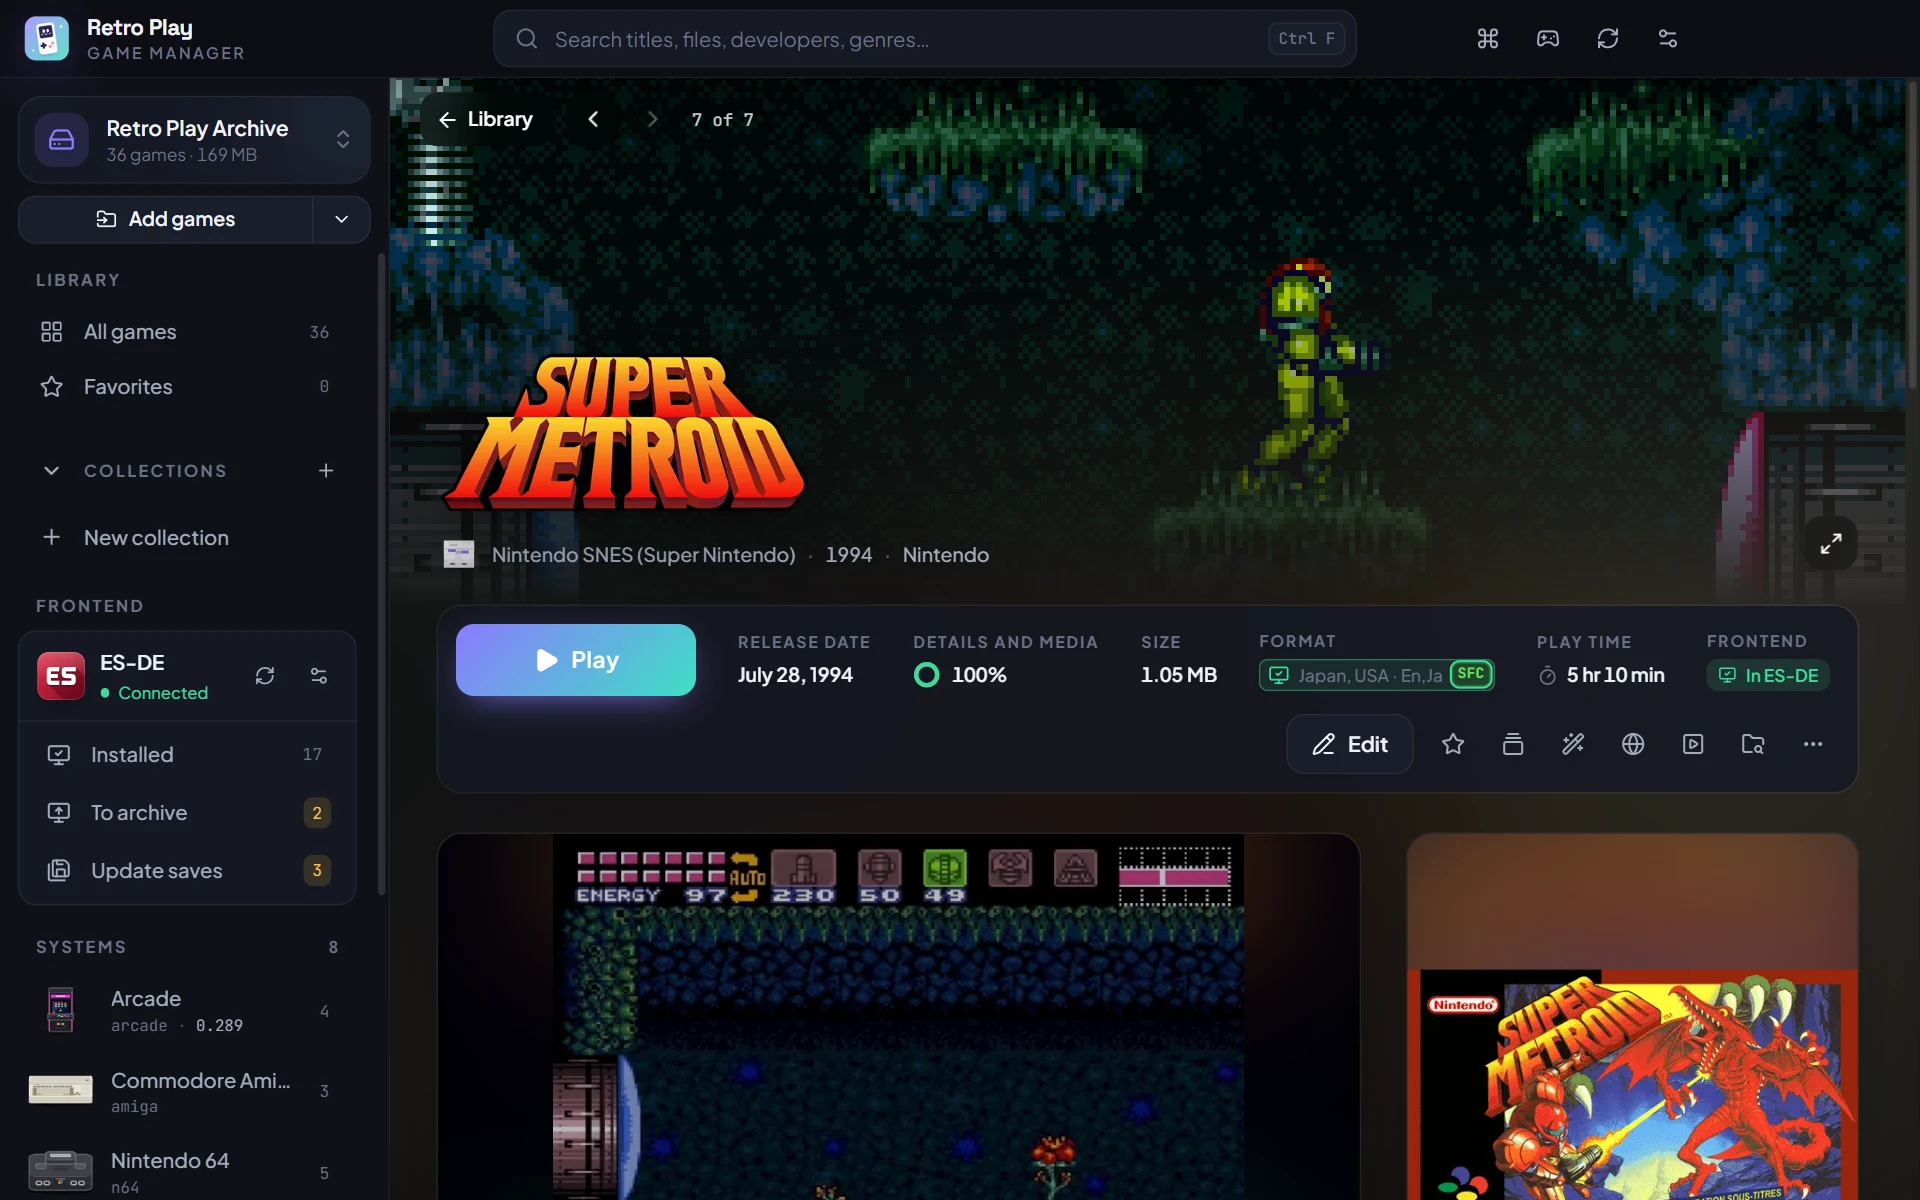 Retro Play
GAME MANAGER
Search titles, files, developers, genres...
Ctrl F
Retro Play Archive
36 games · 169 MB
Add games
LIBRARY
All games 36
Favorites 0
COLLECTIONS
New collection
FRONTEND
ES
ES-DE
Connected
Installed 17
To archive 2
Update saves 3
SYSTEMS 8
Arcade
arcade · 0.289
4
Commodore Ami...
amiga
3
Nintendo 64
n64
5
Library
7 of 7
SUPER
METROID
Nintendo SNES (Super Nintendo) · 1994 · Nintendo
Play
RELEASE DATE
July 28, 1994
DETAILS AND MEDIA
100%
SIZE
1.05 MB
FORMAT
Japan, USA · En,Ja SFC
PLAY TIME
5 hr 10 min
FRONTEND
In ES-DE
Edit
AUTO
ENERGY 97 230 50 49
Nintendo
SUPER
METROID
SOUS-TITRES